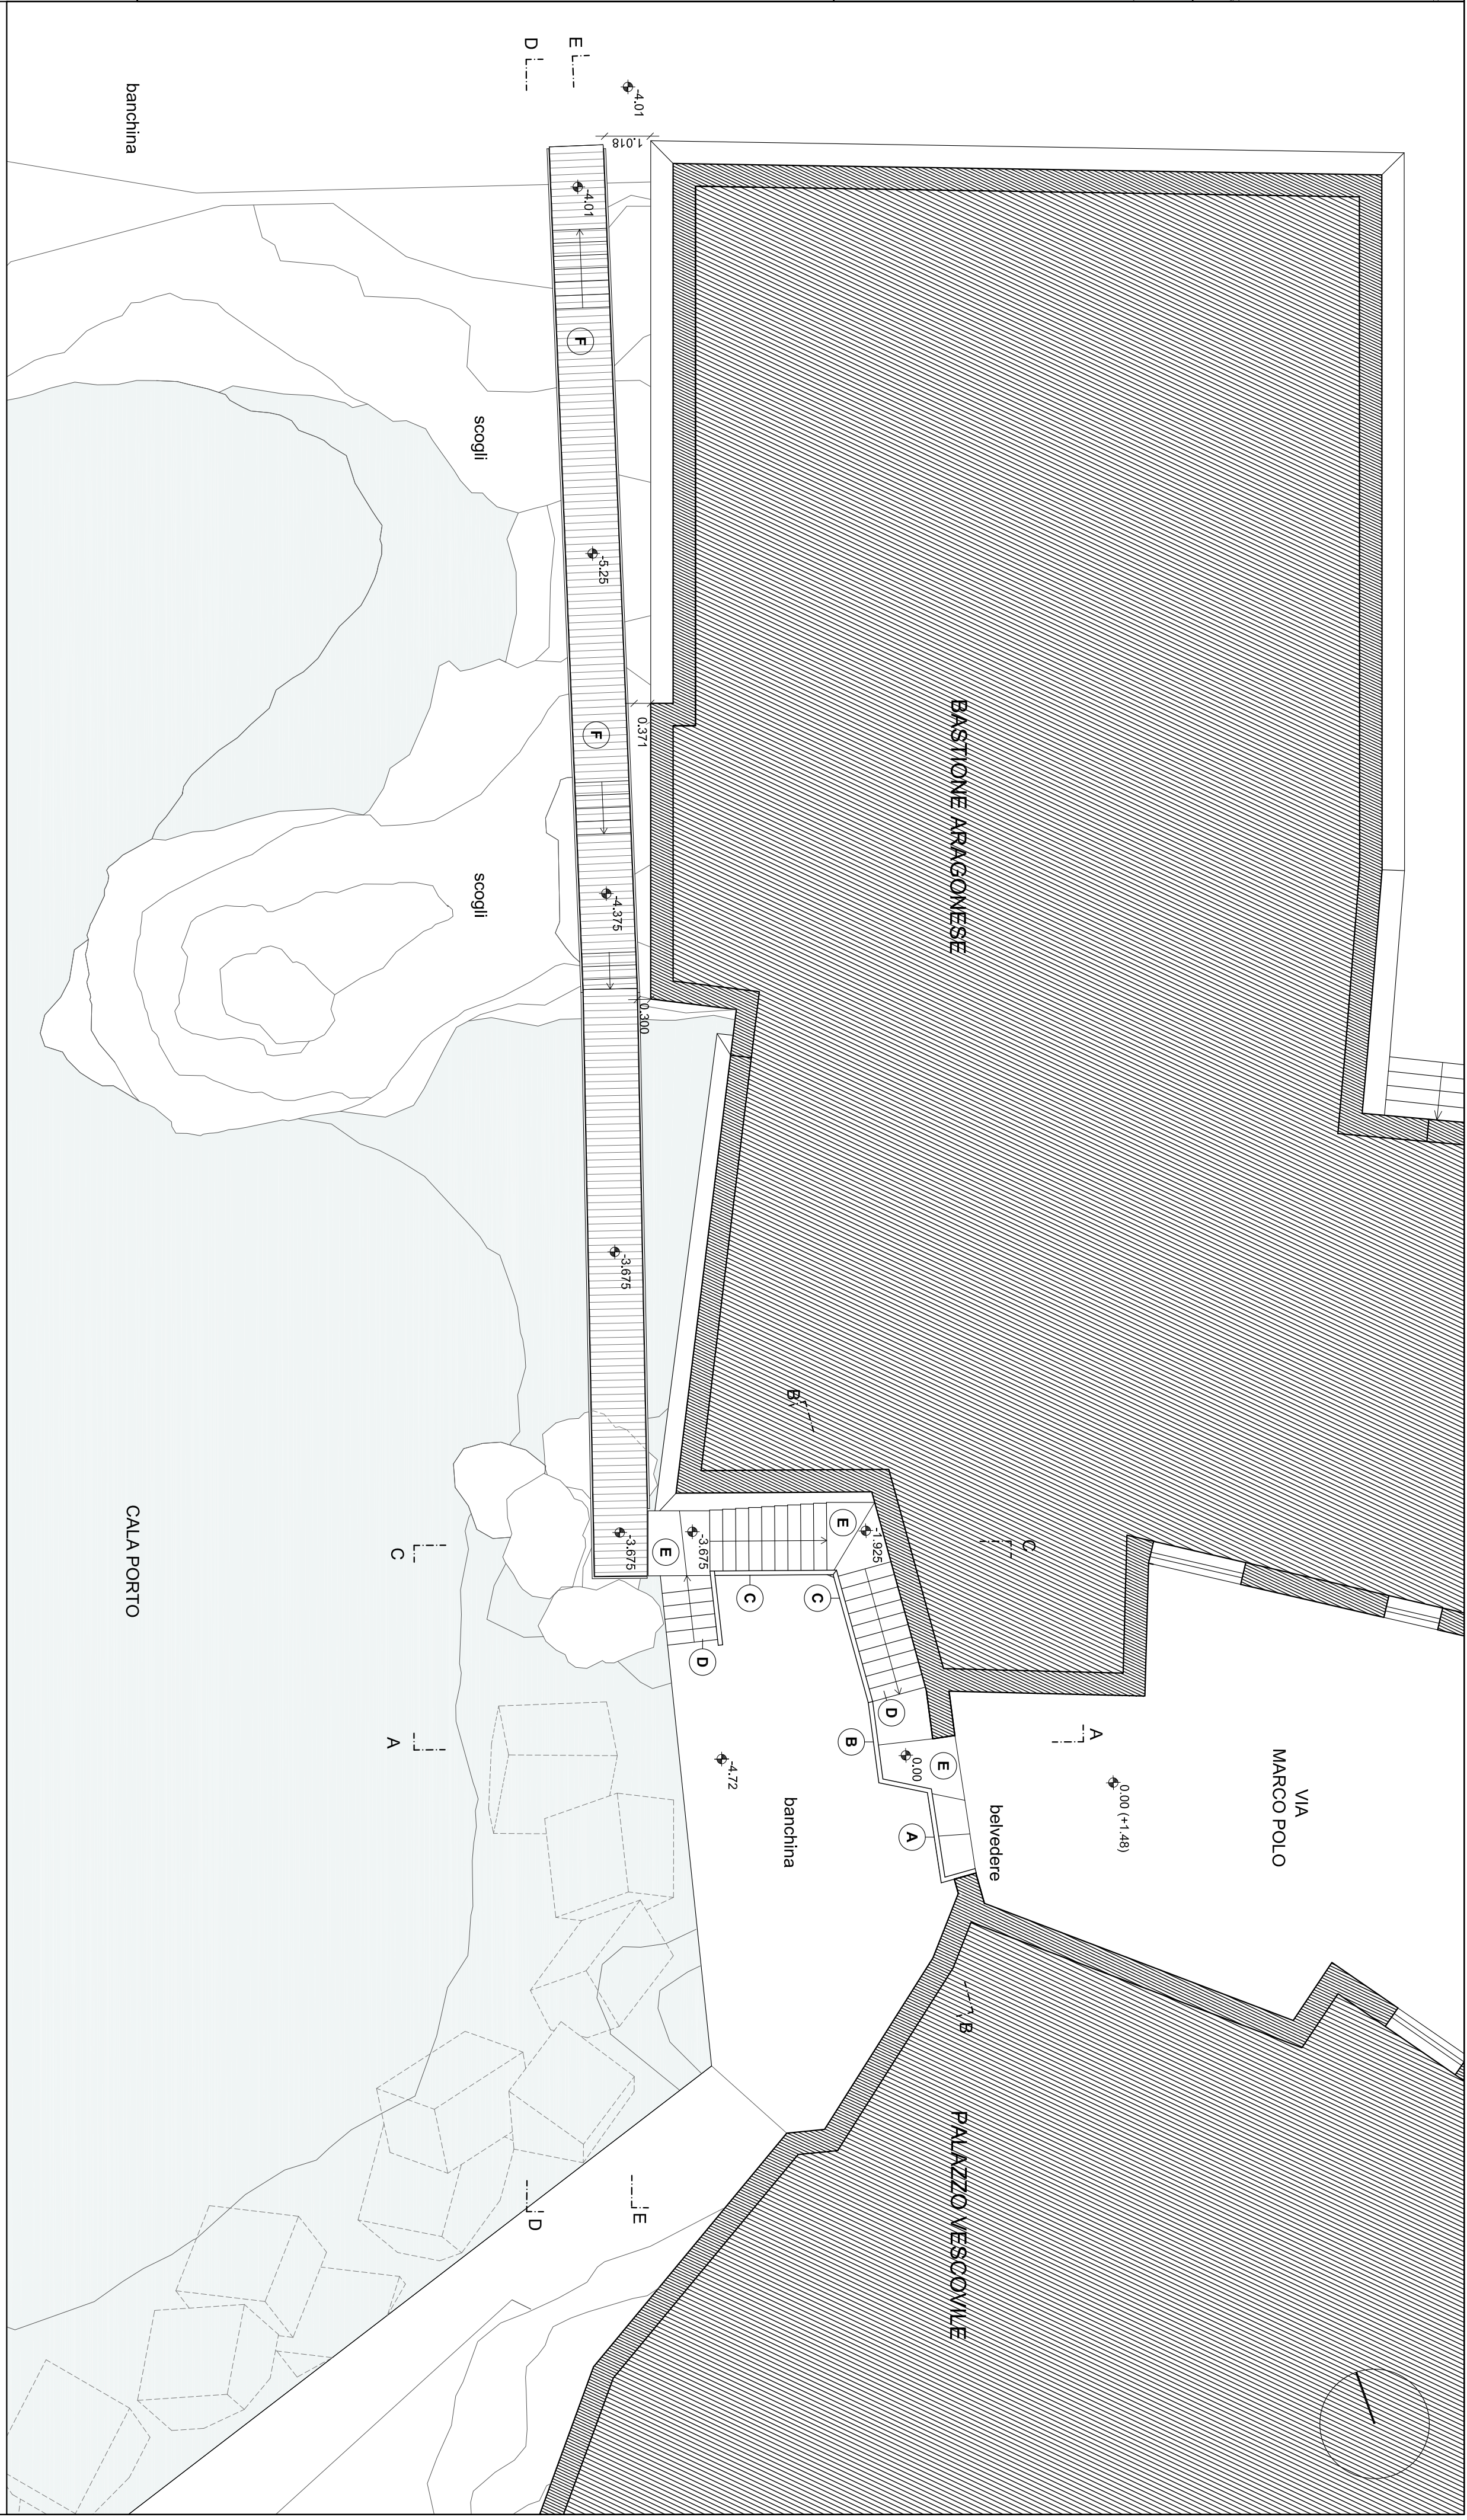 BASTIONE ARAGONESE
PALAZZO VESCOVILE
VIA
MARCO POLO
0.00 (+1.48)
belvedere
A
B
B
C
E
0.00
A
B
D
-1.925
E
C
C
banchina
-4.72
-3.675
E
D
-3.675
-3.675
-4.375
-5.25
-4.01
-4.01
1.018
0.371
0.300
F
F
E
D
E
D
scogli
scogli
C
A
banchina
CALA PORTO